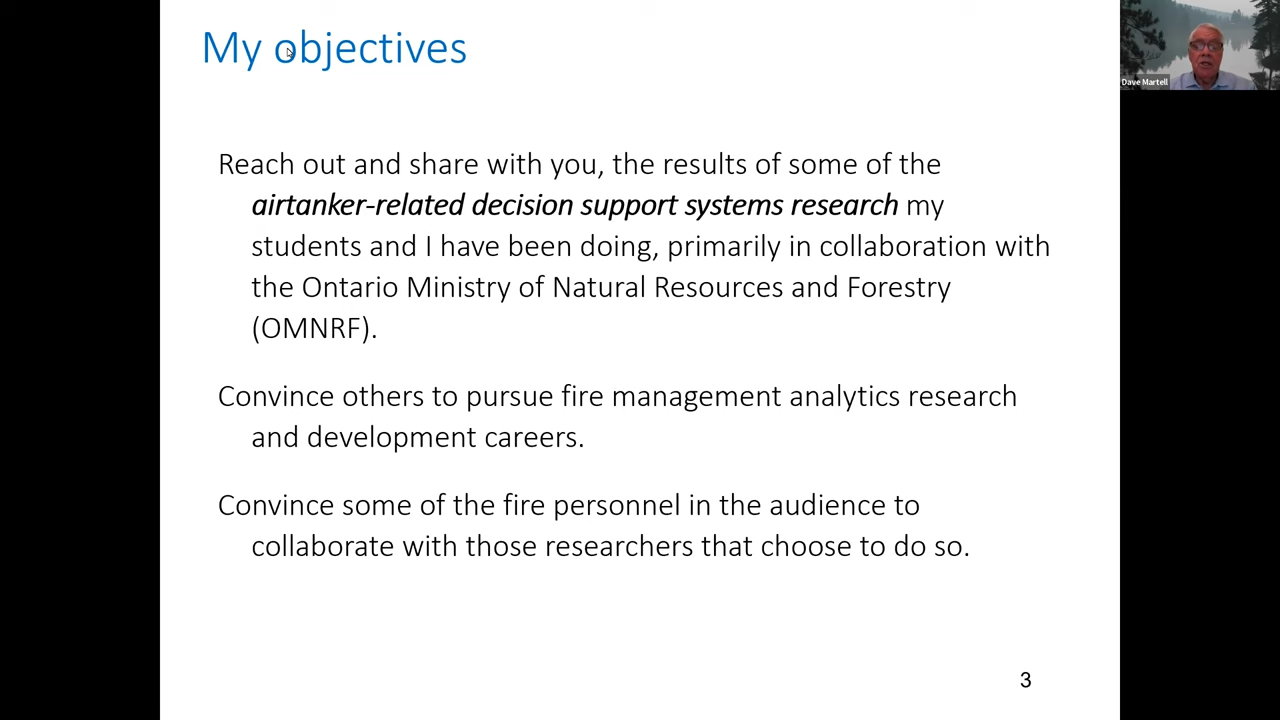 My objectives
Dave Martell
Reach out and share with you, the results of some of the
airtanker-related decision support systems research my
students and I have been doing, primarily in collaboration with
the Ontario Ministry of Natural Resources and Forestry
(OMNRF).
Convince others to pursue fire management analytics research
and development careers.
Convince some of the fire personnel in the audience to
collaborate with those researchers that choose to do so.
3